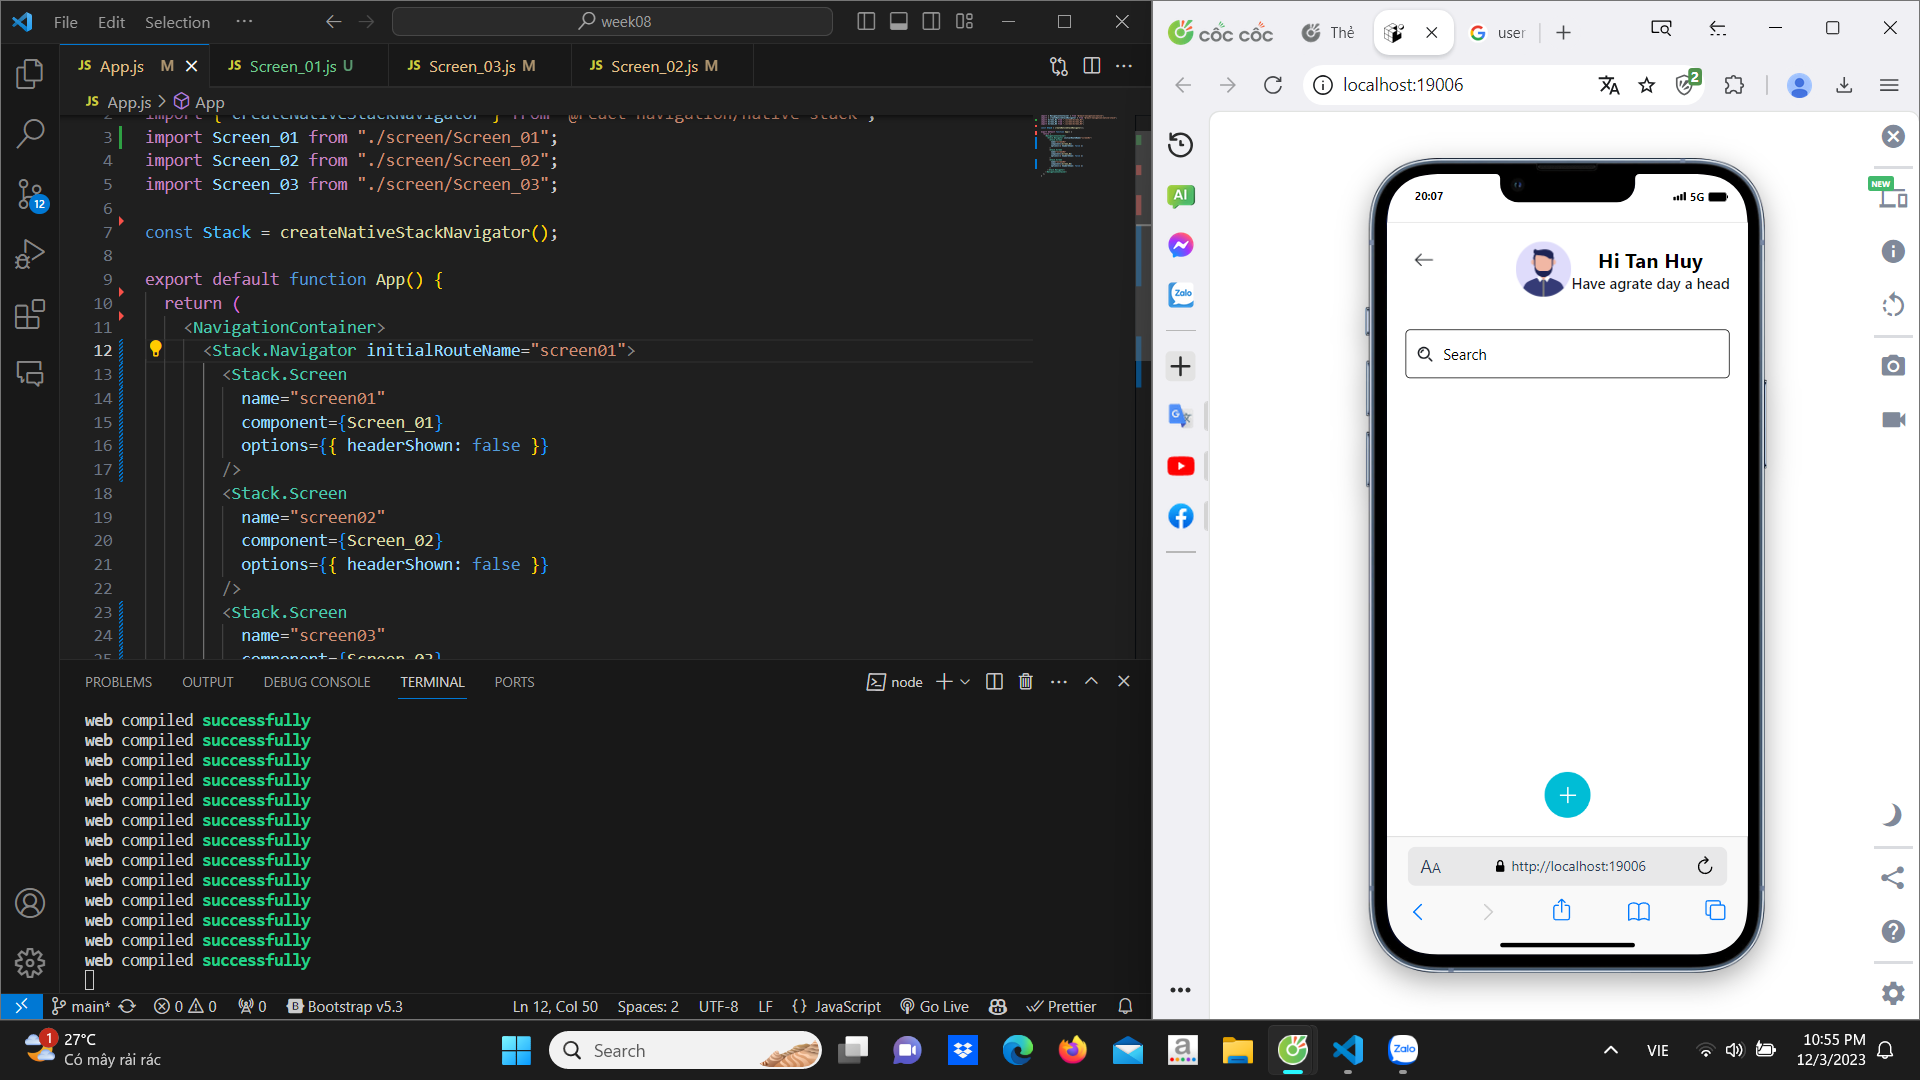 File Edit Selection ··· week08
JS App.js M JS Screen_01.js U JS Screen_03.js M JS Screen_02.js M
JS App.js > App
2 import { createNativeStackNavigator } from "@react-navigation/native-stack";
3 import Screen_01 from "./screen/Screen_01";
4 import Screen_02 from "./screen/Screen_02";
5 import Screen_03 from "./screen/Screen_03";
6
7 const Stack = createNativeStackNavigator();
8
9 export default function App() {
10 return (
11 <NavigationContainer>
12 <Stack.Navigator initialRouteName="screen01">
13 <Stack.Screen
14 name="screen01"
15 component={Screen_01}
16 options={{ headerShown: false }}
17 />
18 <Stack.Screen
19 name="screen02"
20 component={Screen_02}
21 options={{ headerShown: false }}
22 />
23 <Stack.Screen
24 name="screen03"
25 component={Screen_03}
12
PROBLEMS OUTPUT DEBUG CONSOLE TERMINAL PORTS node
web compiled successfully
web compiled successfully
web compiled successfully
web compiled successfully
web compiled successfully
web compiled successfully
web compiled successfully
web compiled successfully
web compiled successfully
web compiled successfully
web compiled successfully
web compiled successfully
web compiled successfully
main* 0 0 0 Bootstrap v5.3 Ln 12, Col 50 Spaces: 2 UTF-8 LF {} JavaScript Go Live Prettier
cốc cốc Thẻ user
localhost:19006 2
AI
Zalo
NEW
20:07 5G
Hi Tan Huy
Have agrate day a head
Search
AA http://localhost:19006
1 27°C
Có mây rải rác
Search
a
Zalo
VIE
10:55 PM
12/3/2023